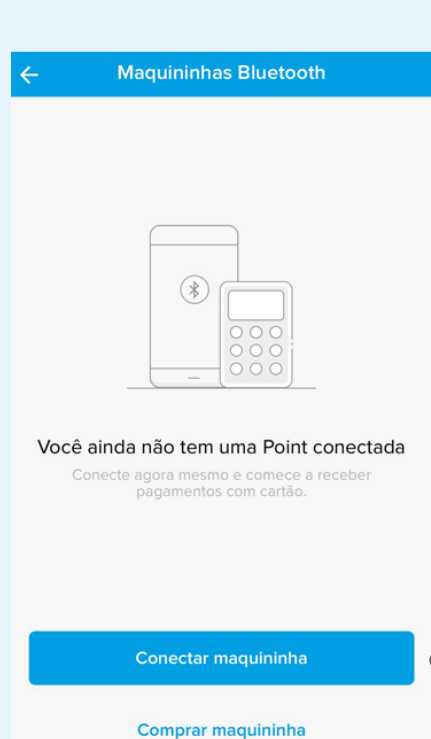 Maquininhas Bluetooth
Você ainda não tem uma Point conectada
Conecte agora mesmo e comece a receber
pagamentos com cartão.
Conectar maquininha
Comprar maquininha